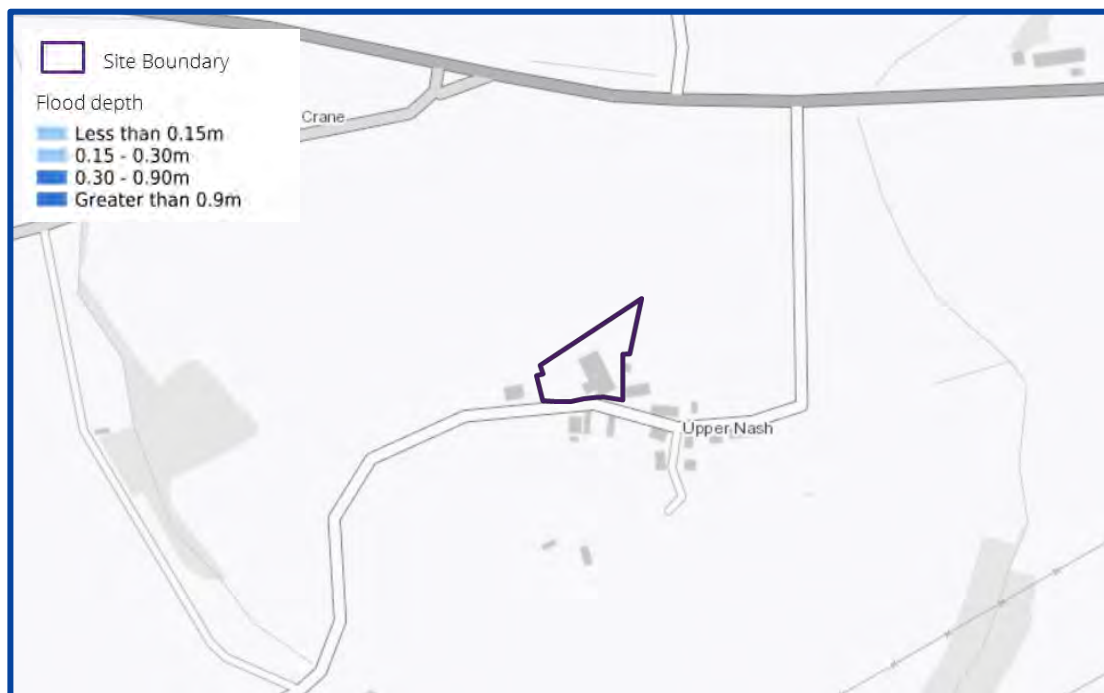 Site Boundary
Flood depth
Less than 0.15m
0.15 - 0.30m
0.30 - 0.90m
Greater than 0.9m
Crane
Upper Nash